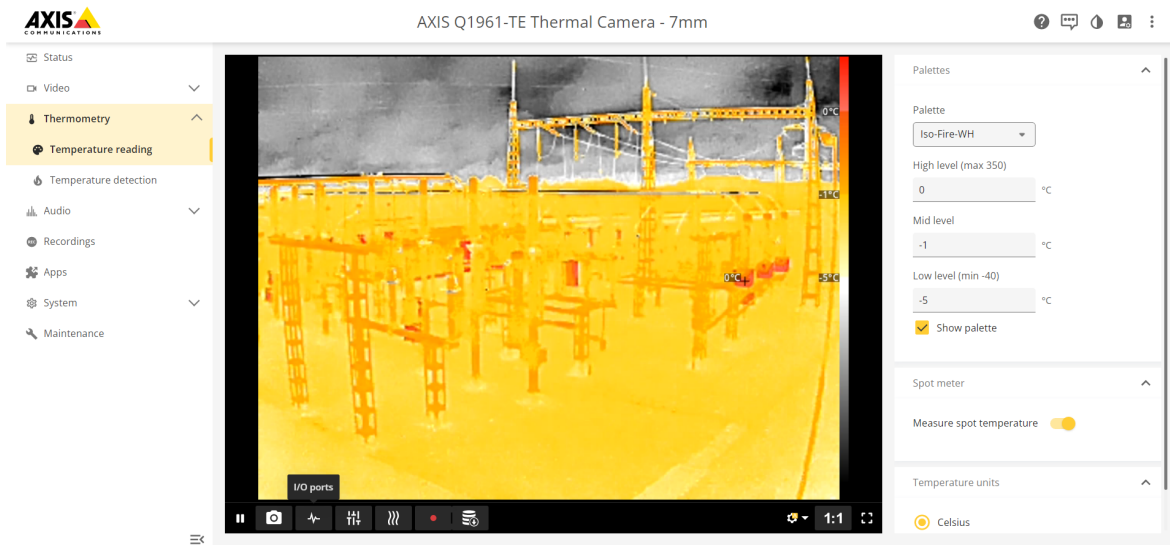 AXIS
COMMUNICATIONS
AXIS Q1961-TE Thermal Camera - 7mm
Status
Video
Thermometry
Temperature reading
Temperature detection
Audio
Recordings
Apps
System
Maintenance
0°C
-1°C
0°C
-5°C
I/O ports
1:1
Palettes
Palette
Iso-Fire-WH
High level (max 350)
0 °C
Mid level
-1 °C
Low level (min -40)
-5 °C
Show palette
Spot meter
Measure spot temperature
Temperature units
Celsius